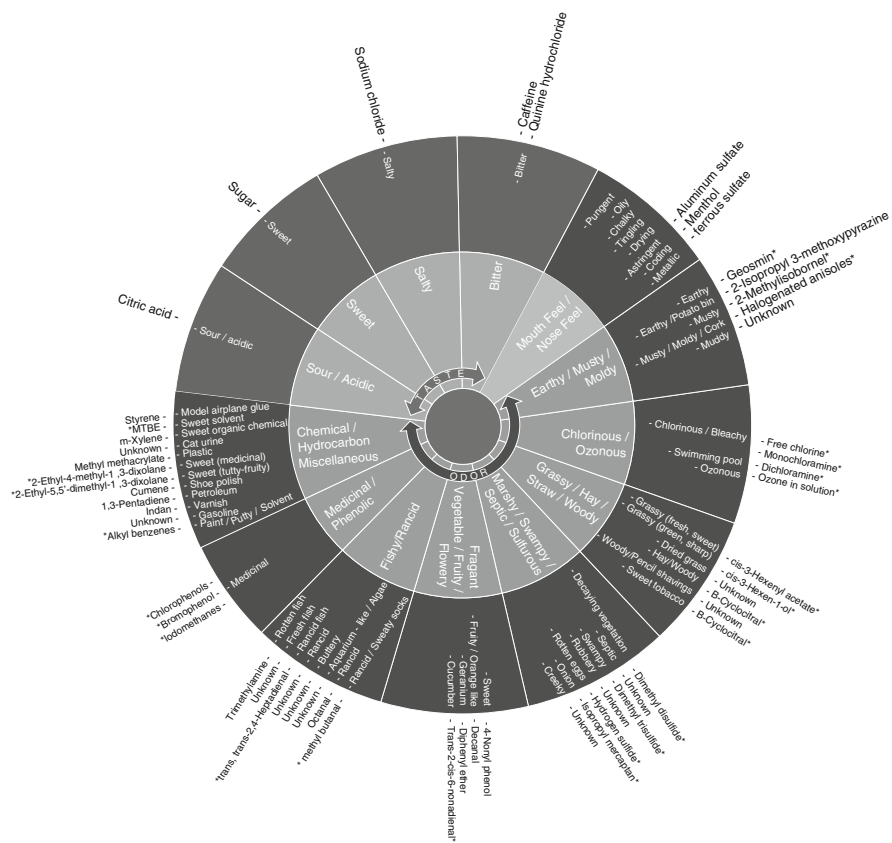 TASTE
ODOR
Bitter
- Bitter
- Caffeine
- Quinine hydrochloride
Mouth Feel /
Nose Feel
- Pungent
- Oily
- Chalky
- Tingling
- Drying
- Astringent
- Coding
- Metallic
- Aluminum sulfate
- Menthol
- ferrous sulfate
Earthy / Musty /
Moldy
- Earthy
- Earthy /Potato bin
- Musty
- Musty / Moldy / Cork
- Muddy
- Geosmin*
- 2-Isopropyl 3-methoxypyrazine
- 2-Methylisobornel*
- Halogenated anisoles*
- Unknown
Chlorinous /
Ozonous
- Chlorinous / Bleachy
- Swimming pool
- Ozonous
- Free chlorine*
- Monochloramine*
- Dichloramine*
- Ozone in solution*
Grassy / Hay /
Straw / Woody
- Grassy (fresh, sweet)
- Grassy (green, sharp)
- Dried grass
- Hay/Woody
- Woody/Pencil shavings
- Sweet tobacco
- cis-3-Hexenyl acetate*
- cis-3-Hexen-1-ol*
- Unknown
- B-Cyclocitral*
- Unknown
- B-Cyclocitral*
Marshy / Swampy /
Septic / Sulfurous
- Decaying vegetation
- Septic
- Swampy
- Rubbery
- Rotten eggs
- Onion
- Creeky
- Dimethyl disulfide*
- Unknown
- Dimethyl trisulfide*
- Unknown
- Hydrogen sulfide*
- Isopropyl mercaplan*
- Unknown
Fragant
Vegetable / Fruity /
Flowery
- Sweet
- Fruity / Orange like
- Geranium
- Cucumber
- 4-Nonyl phenol
- Decanal
- Diphenyl ether
- Trans-2-cis-6-nonadienal*
Fishy/Rancid
- Rotten fish
- Fresh fish
- Rancid fish
- Rancid
- Buttery
- Aquarium - like / Algae
- Rancid
- Rancid / Sweaty socks
Trimethylamine -
Unknown -
*trans, trans-2,4-Heptadienal -
Unknown -
Unknown -
Unknown -
Octanal -
* methyl butanal -
Medicinal /
Phenolic
- Medicinal
*Chlorophenols -
*Bromophenol -
*Iodomethanes -
Chemical /
Hydrocarbon
Miscellaneous
- Model airplane glue
- Sweet solvent
- Sweet organic chemical
- Cat urine
- Plastic
- Sweet (medicinal)
- Sweet (tutty-fruity)
- Shoe polish
- Petroleum
- Varnish
- Gasoline
- Paint / Putty / Solvent
Styrene -
*MTBE -
m-Xylene -
Unknown -
Methyl methacrylate -
*2-Ethyl-4-methyl-1 ,3-dixolane -
*2-Ethyl-5,5'-dimethyl-1 ,3-dixolane -
Cumene -
1,3-Pentadiene -
Indan -
Unknown -
*Alkyl benzenes -
Sour / Acidic
- Sour / acidic
Citric acid -
Sweet
- Sweet
Sugar -
Salty
- Salty
Sodium chloride -